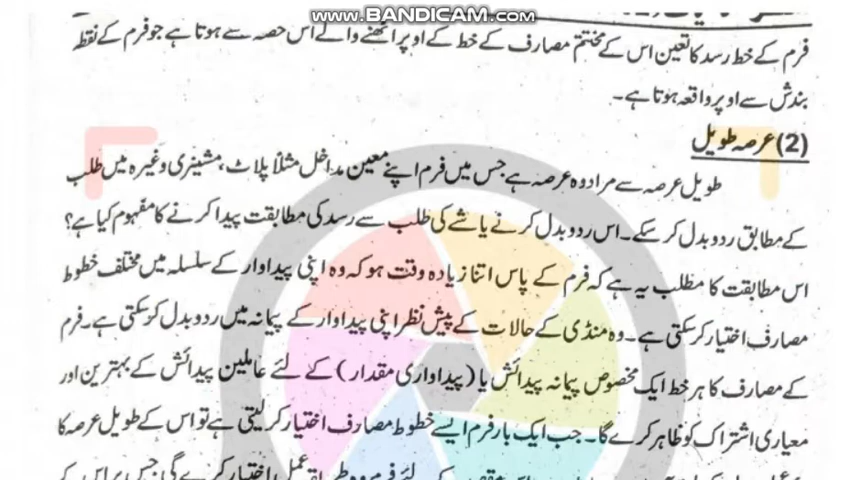 www.BANDICAM.com
فرم کے خط رسد کا تعین اس کے مختتم مصارف کے خط کے اوپر اٹھنے والے اس حصہ سے ہوتا ہے جو فرم کے نقطہ
بندش سے اوپر واقع ہوتا ہے۔
(2) عرصہ طویل
طویل عرصہ سے مراد وہ عرصہ ہے جس میں فرم اپنے معین مداخل مثلاً پلاٹ، مشینری وغیرہ میں طلب
کے مطابق ردوبدل کر سکے۔ اس ردوبدل کرنے یا شے کی طلب سے رسد کی مطابقت پیدا کرنے کا مفہوم کیا ہے؟
اس مطابقت کا مطلب یہ ہے کہ فرم کے پاس اتنا زیادہ وقت ہو کہ وہ اپنی پیداوار کے سلسلہ میں مختلف خطوط
مصارف اختیار کر سکتی ہے۔ وہ منڈی کے حالات کے پیش نظر اپنی پیداوار کے پیمانہ میں ردوبدل کر سکتی ہے۔ فرم
کے مصارف کا ہر خط ایک مخصوص پیمانہ پیدائش یا (پیداواری مقدار) کے لئے عاملین پیدائش کے بہترین اور
معیاری اشتراک کو ظاہر کرے گا۔ جب ایک بار فرم ایسے خطوط مصارف اختیار کر لیتی ہے تو اس کے طویل عرصہ کا